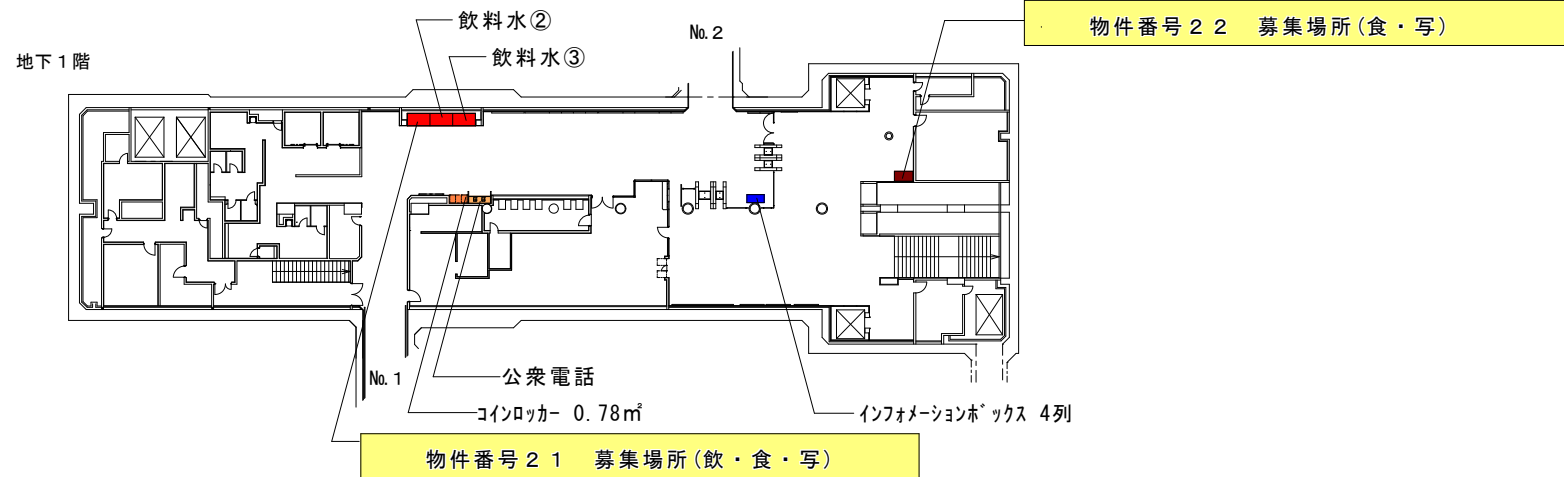 飲料水②
物件番号２２　募集場所(食・写)
№.2
地下１階
飲料水③
№.1
公衆電話
コインロッカー 0.78㎡
インフォメーションボックス 4列
物件番号２１　募集場所(飲・食・写)